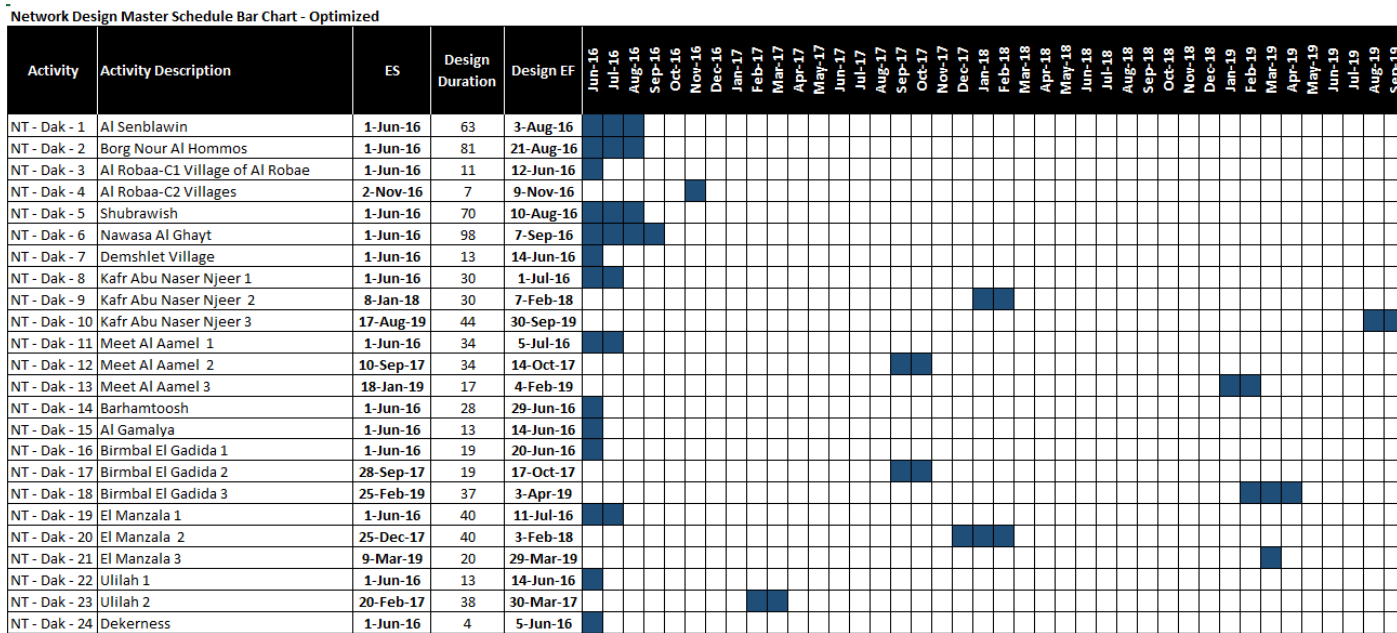 Network Design Master Schedule Bar Chart - Optimized
Activity Activity Description ES Design Duration Design EF Jun-16 Jul-16 Aug-16 Sep-16 Oct-16 Nov-16 Dec-16 Jan-17 Feb-17 Mar-17 Apr-17 May-17 Jun-17 Jul-17 Aug-17 Sep-17 Oct-17 Nov-17 Dec-17 Jan-18 Feb-18 Mar-18 Apr-18 May-18 Jun-18 Jul-18 Aug-18 Sep-18 Oct-18 Nov-18 Dec-18 Jan-19 Feb-19 Mar-19 Apr-19 May-19 Jun-19 Jul-19 Aug-19
NT - Dak - 1 Al Senblawin 1-Jun-16 63 3-Aug-16
NT - Dak - 2 Borg Nour Al Hommos 1-Jun-16 81 21-Aug-16
NT - Dak - 3 Al Robaa-C1 Village of Al Robae 1-Jun-16 11 12-Jun-16
NT - Dak - 4 Al Robaa-C2 Villages 2-Nov-16 7 9-Nov-16
NT - Dak - 5 Shubrawish 1-Jun-16 70 10-Aug-16
NT - Dak - 6 Nawasa Al Ghayt 1-Jun-16 98 7-Sep-16
NT - Dak - 7 Demshlet Village 1-Jun-16 13 14-Jun-16
NT - Dak - 8 Kafr Abu Naser Njeer 1 1-Jun-16 30 1-Jul-16
NT - Dak - 9 Kafr Abu Naser Njeer 2 8-Jan-18 30 7-Feb-18
NT - Dak - 10 Kafr Abu Naser Njeer 3 17-Aug-19 44 30-Sep-19
NT - Dak - 11 Meet Al Aamel 1 1-Jun-16 34 5-Jul-16
NT - Dak - 12 Meet Al Aamel 2 10-Sep-17 34 14-Oct-17
NT - Dak - 13 Meet Al Aamel 3 18-Jan-19 17 4-Feb-19
NT - Dak - 14 Barhamtoosh 1-Jun-16 28 29-Jun-16
NT - Dak - 15 Al Gamalya 1-Jun-16 13 14-Jun-16
NT - Dak - 16 Birmbal El Gadida 1 1-Jun-16 19 20-Jun-16
NT - Dak - 17 Birmbal El Gadida 2 28-Sep-17 19 17-Oct-17
NT - Dak - 18 Birmbal El Gadida 3 25-Feb-19 37 3-Apr-19
NT - Dak - 19 El Manzala 1 1-Jun-16 40 11-Jul-16
NT - Dak - 20 El Manzala 2 25-Dec-17 40 3-Feb-18
NT - Dak - 21 El Manzala 3 9-Mar-19 20 29-Mar-19
NT - Dak - 22 Ulilah 1 1-Jun-16 13 14-Jun-16
NT - Dak - 23 Ulilah 2 20-Feb-17 38 30-Mar-17
NT - Dak - 24 Dekerness 1-Jun-16 4 5-Jun-16